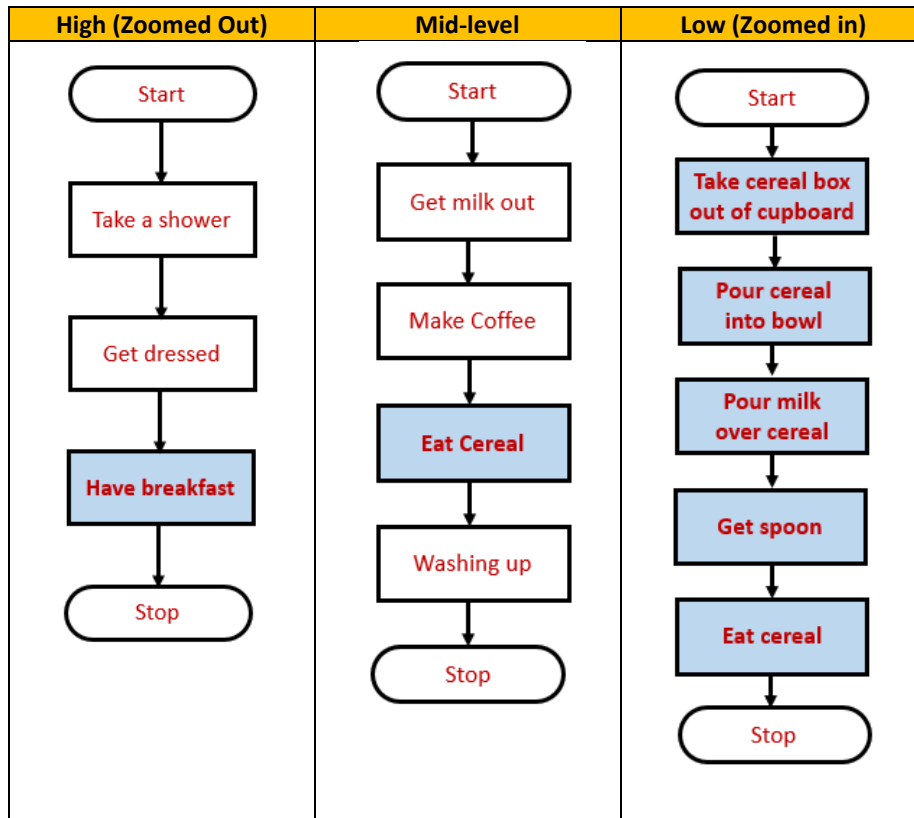 High (Zoomed Out)
Start
Take a shower
Get dressed
Have breakfast
Stop
Mid-level
Start
Get milk out
Make Coffee
Eat Cereal
Washing up
Stop
Low (Zoomed in)
Start
Take cereal box
out of cupboard
Pour cereal
into bowl
Pour milk
over cereal
Get spoon
Eat cereal
Stop